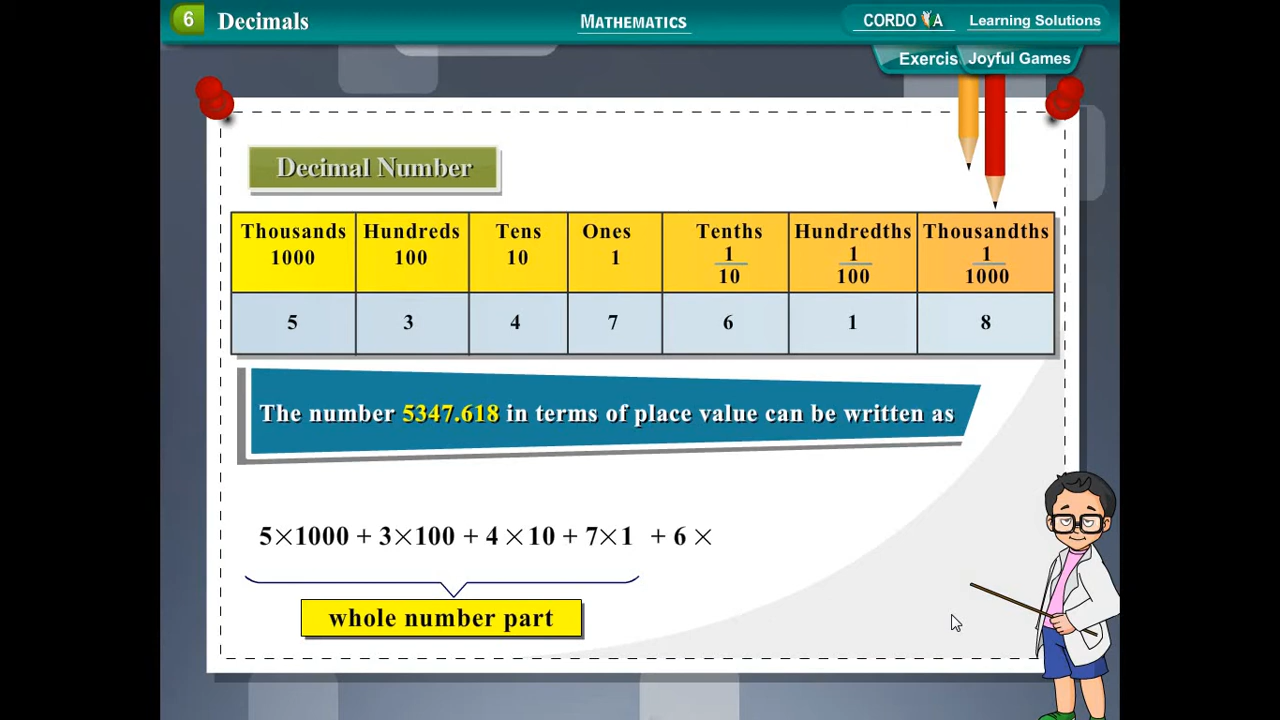 6 Decimals MATHEMATICS CORDOVA Learning Solutions
Exercis Joyful Games
Decimal Number
Thousands Hundreds Tens Ones Tenths Hundredths Thousandths
1000 100 10 1 1/10 1/100 1/1000
5 3 4 7 6 1 8
The number 5347.618 in terms of place value can be written as
5×1000 + 3×100 + 4 ×10 + 7×1 + 6 ×
whole number part